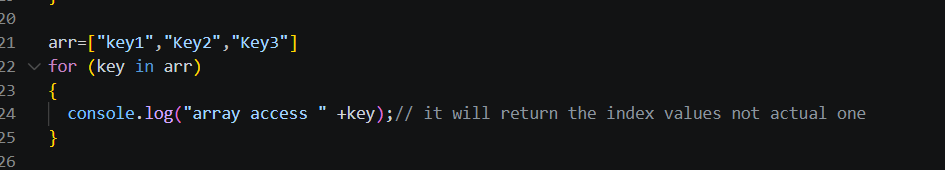 20
21 arr=["key1","Key2","Key3"]
22 for (key in arr)
23 {
24 console.log("array access " +key);// it will return the index values not actual one
25 }
26